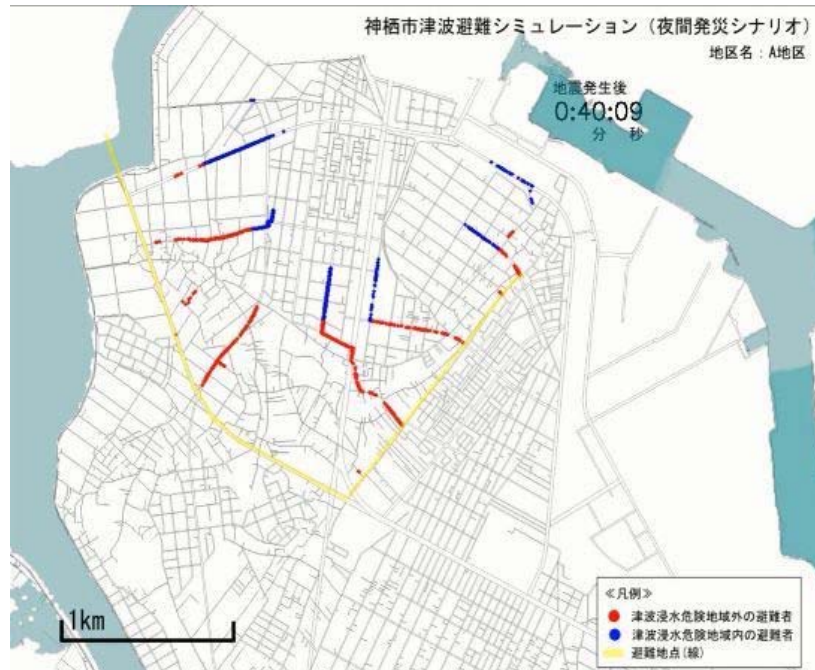 神栖市津波避難シミュレーション（夜間発災シナリオ）
地区名：A地区
地震発生後
0:40:09
分 秒
1km
≪凡例≫
津波浸水危険地域外の避難者
津波浸水危険地域内の避難者
避難地点(線)